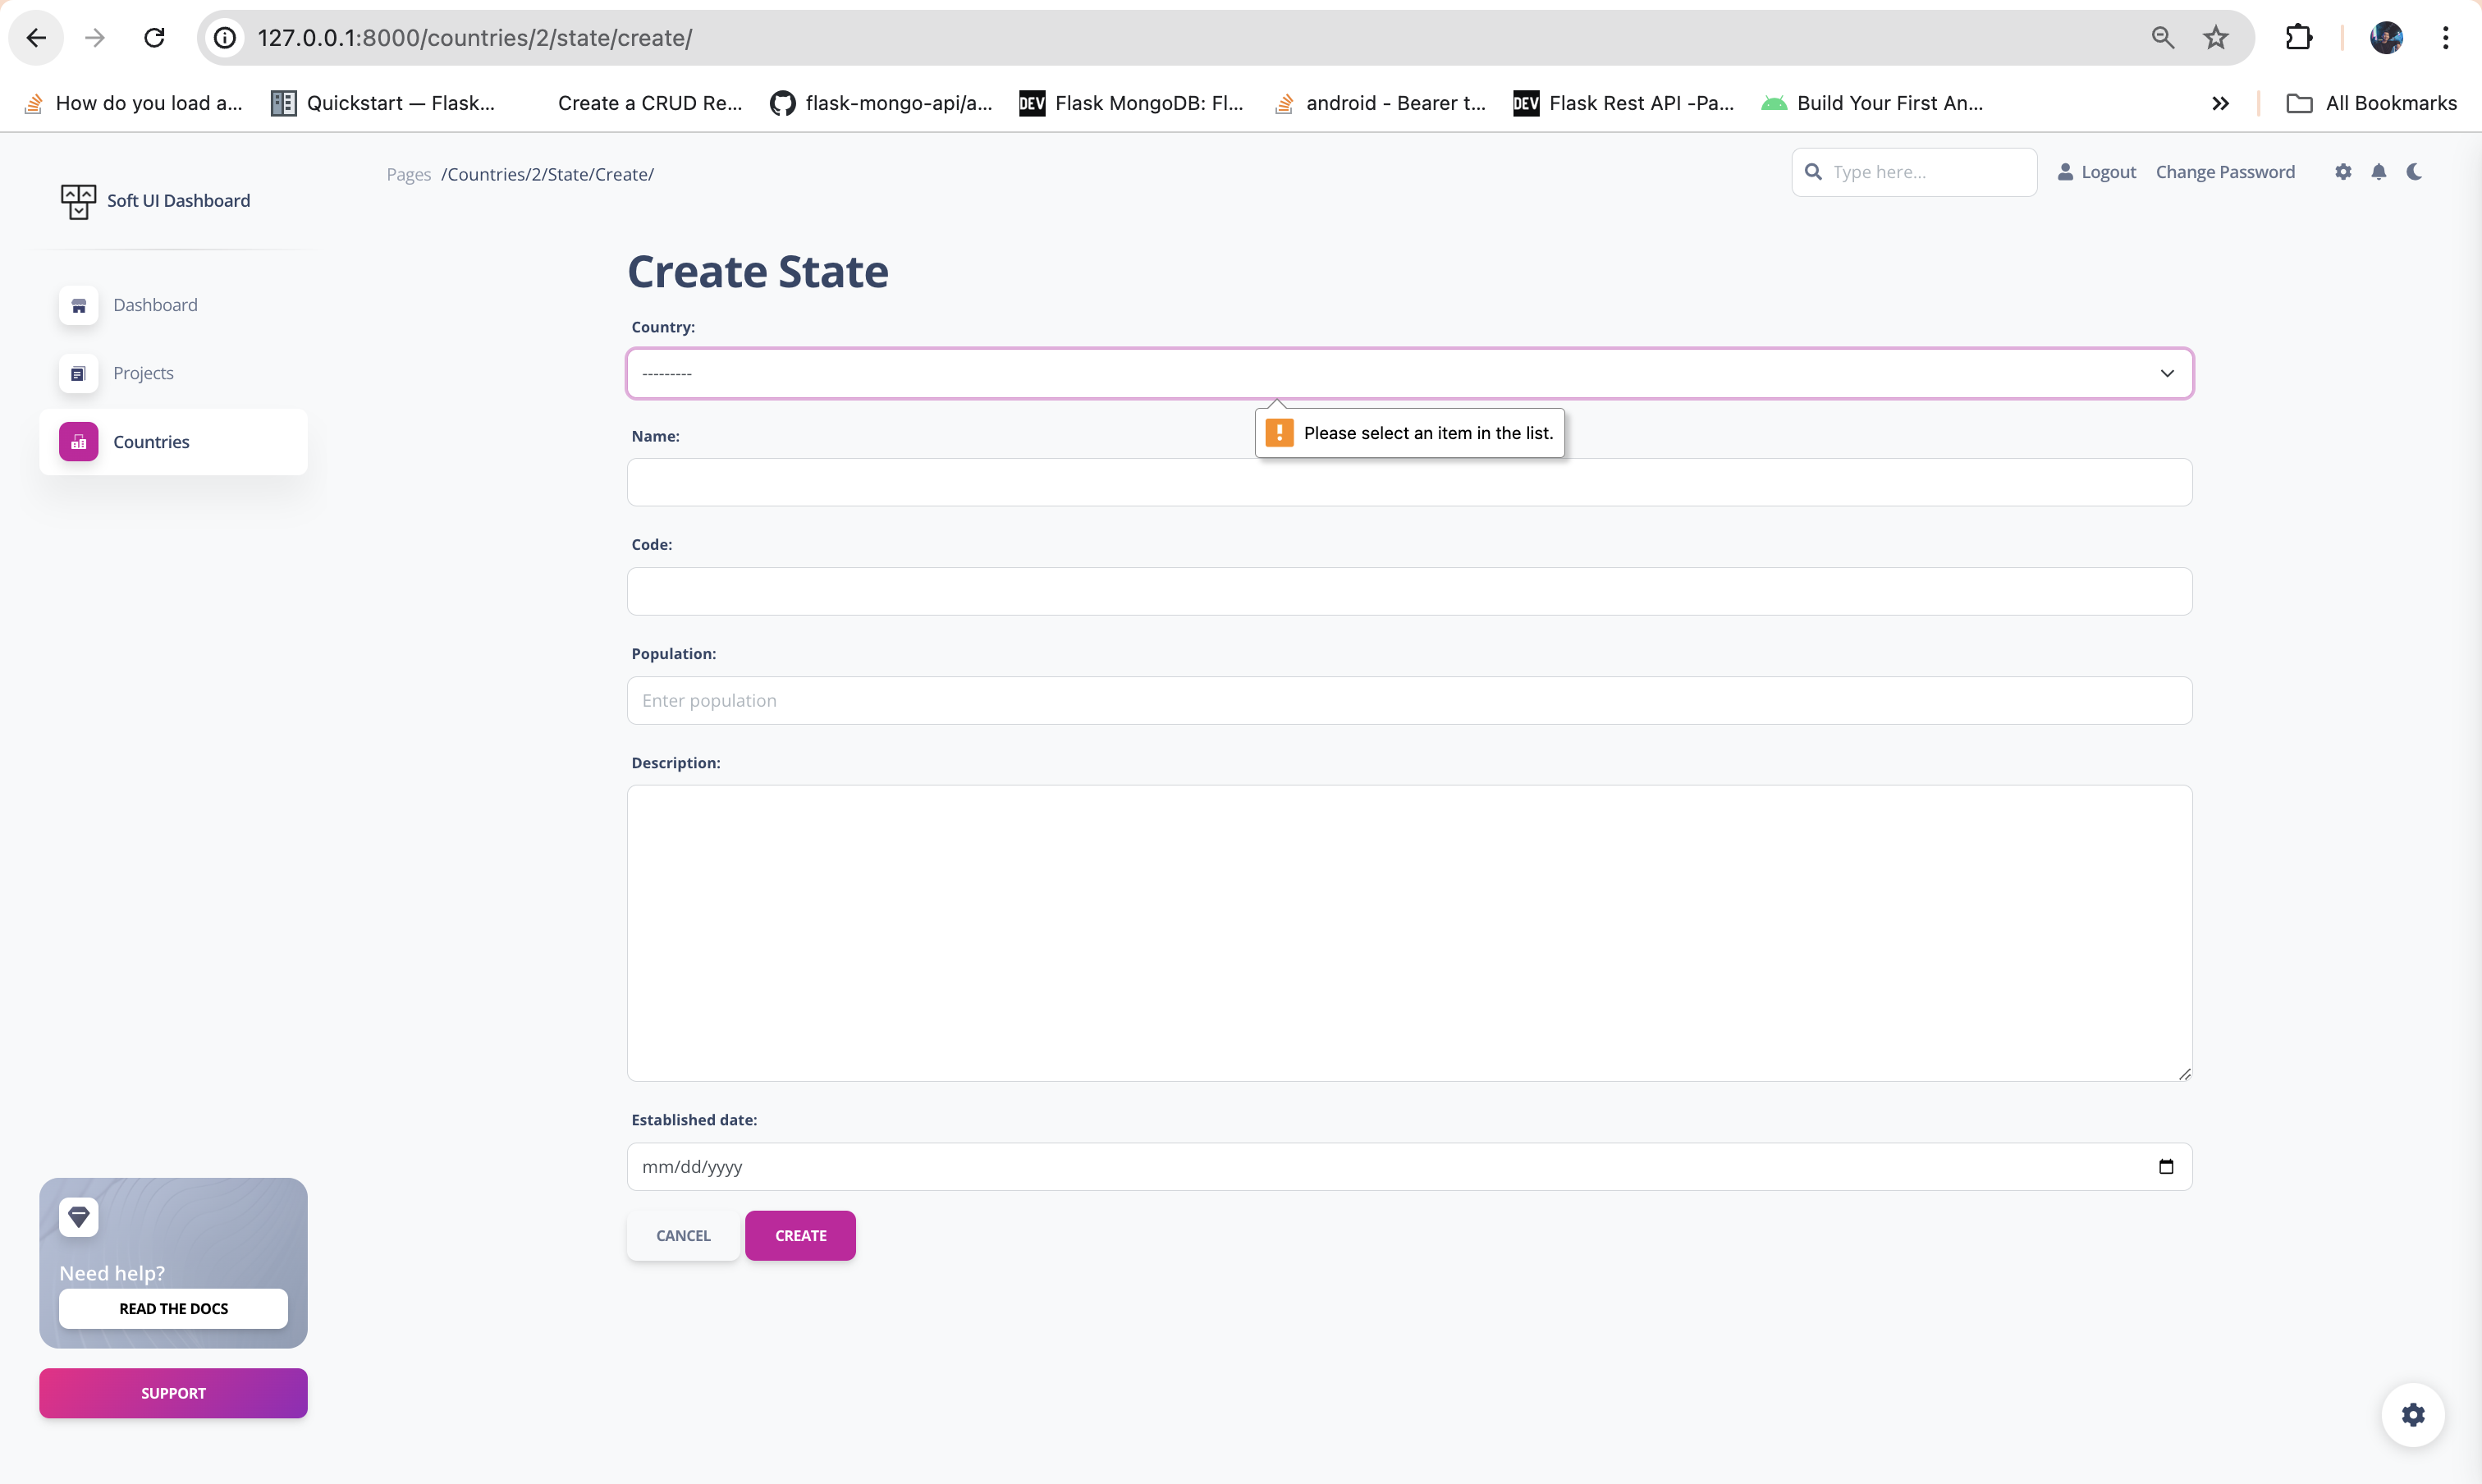 127.0.0.1:8000/countries/2/state/create/
How do you load a...
Quickstart — Flask...
Create a CRUD Re...
flask-mongo-api/a...
DEV
Flask MongoDB: Fl...
android - Bearer t...
DEV
Flask Rest API -Pa...
Build Your First An...
All Bookmarks
Soft UI Dashboard
Pages /Countries/2/State/Create/
Type here...
Logout
Change Password
Dashboard
Projects
Countries
Create State
Country:
---------
Please select an item in the list.
Name:
Code:
Population:
Enter population
Description:
Established date:
mm/dd/yyyy
CANCEL
CREATE
Need help?
READ THE DOCS
SUPPORT